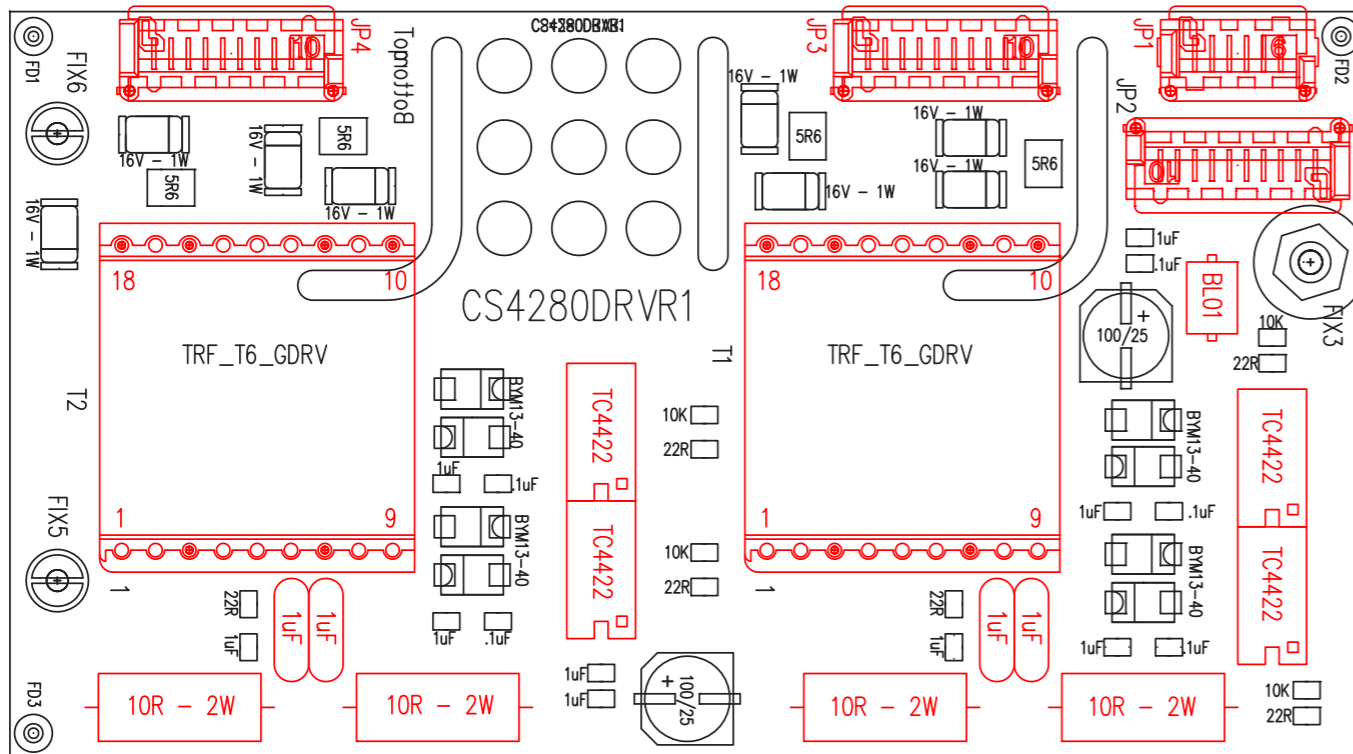 CS4280DRVR1
JP4
JP3
JP1
JP2
10
10
6
10
FD1
FD2
FIX6
TopnottoB
16V - 1W
5R6
16V - 1W
5R6
16V - 1W
16V - 1W
16V - 1W
5R6
16V - 1W
16V - 1W
16V - 1W
5R6
1uF
.1uF
BL01
FIX3
18
10
18
10
CS4280DRVR1
+
100/25
10K
22R
TRF_T6_GDRV
T1
TRF_T6_GDRV
T2
BYM13-40
TC4422
10K
22R
BYM13-40
TC4422
1uF
.1uF
1uF
.1uF
FIX5
1
9
1
9
BYM13-40
TC4422
10K
22R
BYM13-40
TC4422
1
1
22R
1uF
1uF
1uF
1uF
.1uF
22R
1uF
1uF
1uF
1uF
.1uF
FD3
10R - 2W
10R - 2W
1uF
1uF
+
100/25
10R - 2W
10R - 2W
10K
22R